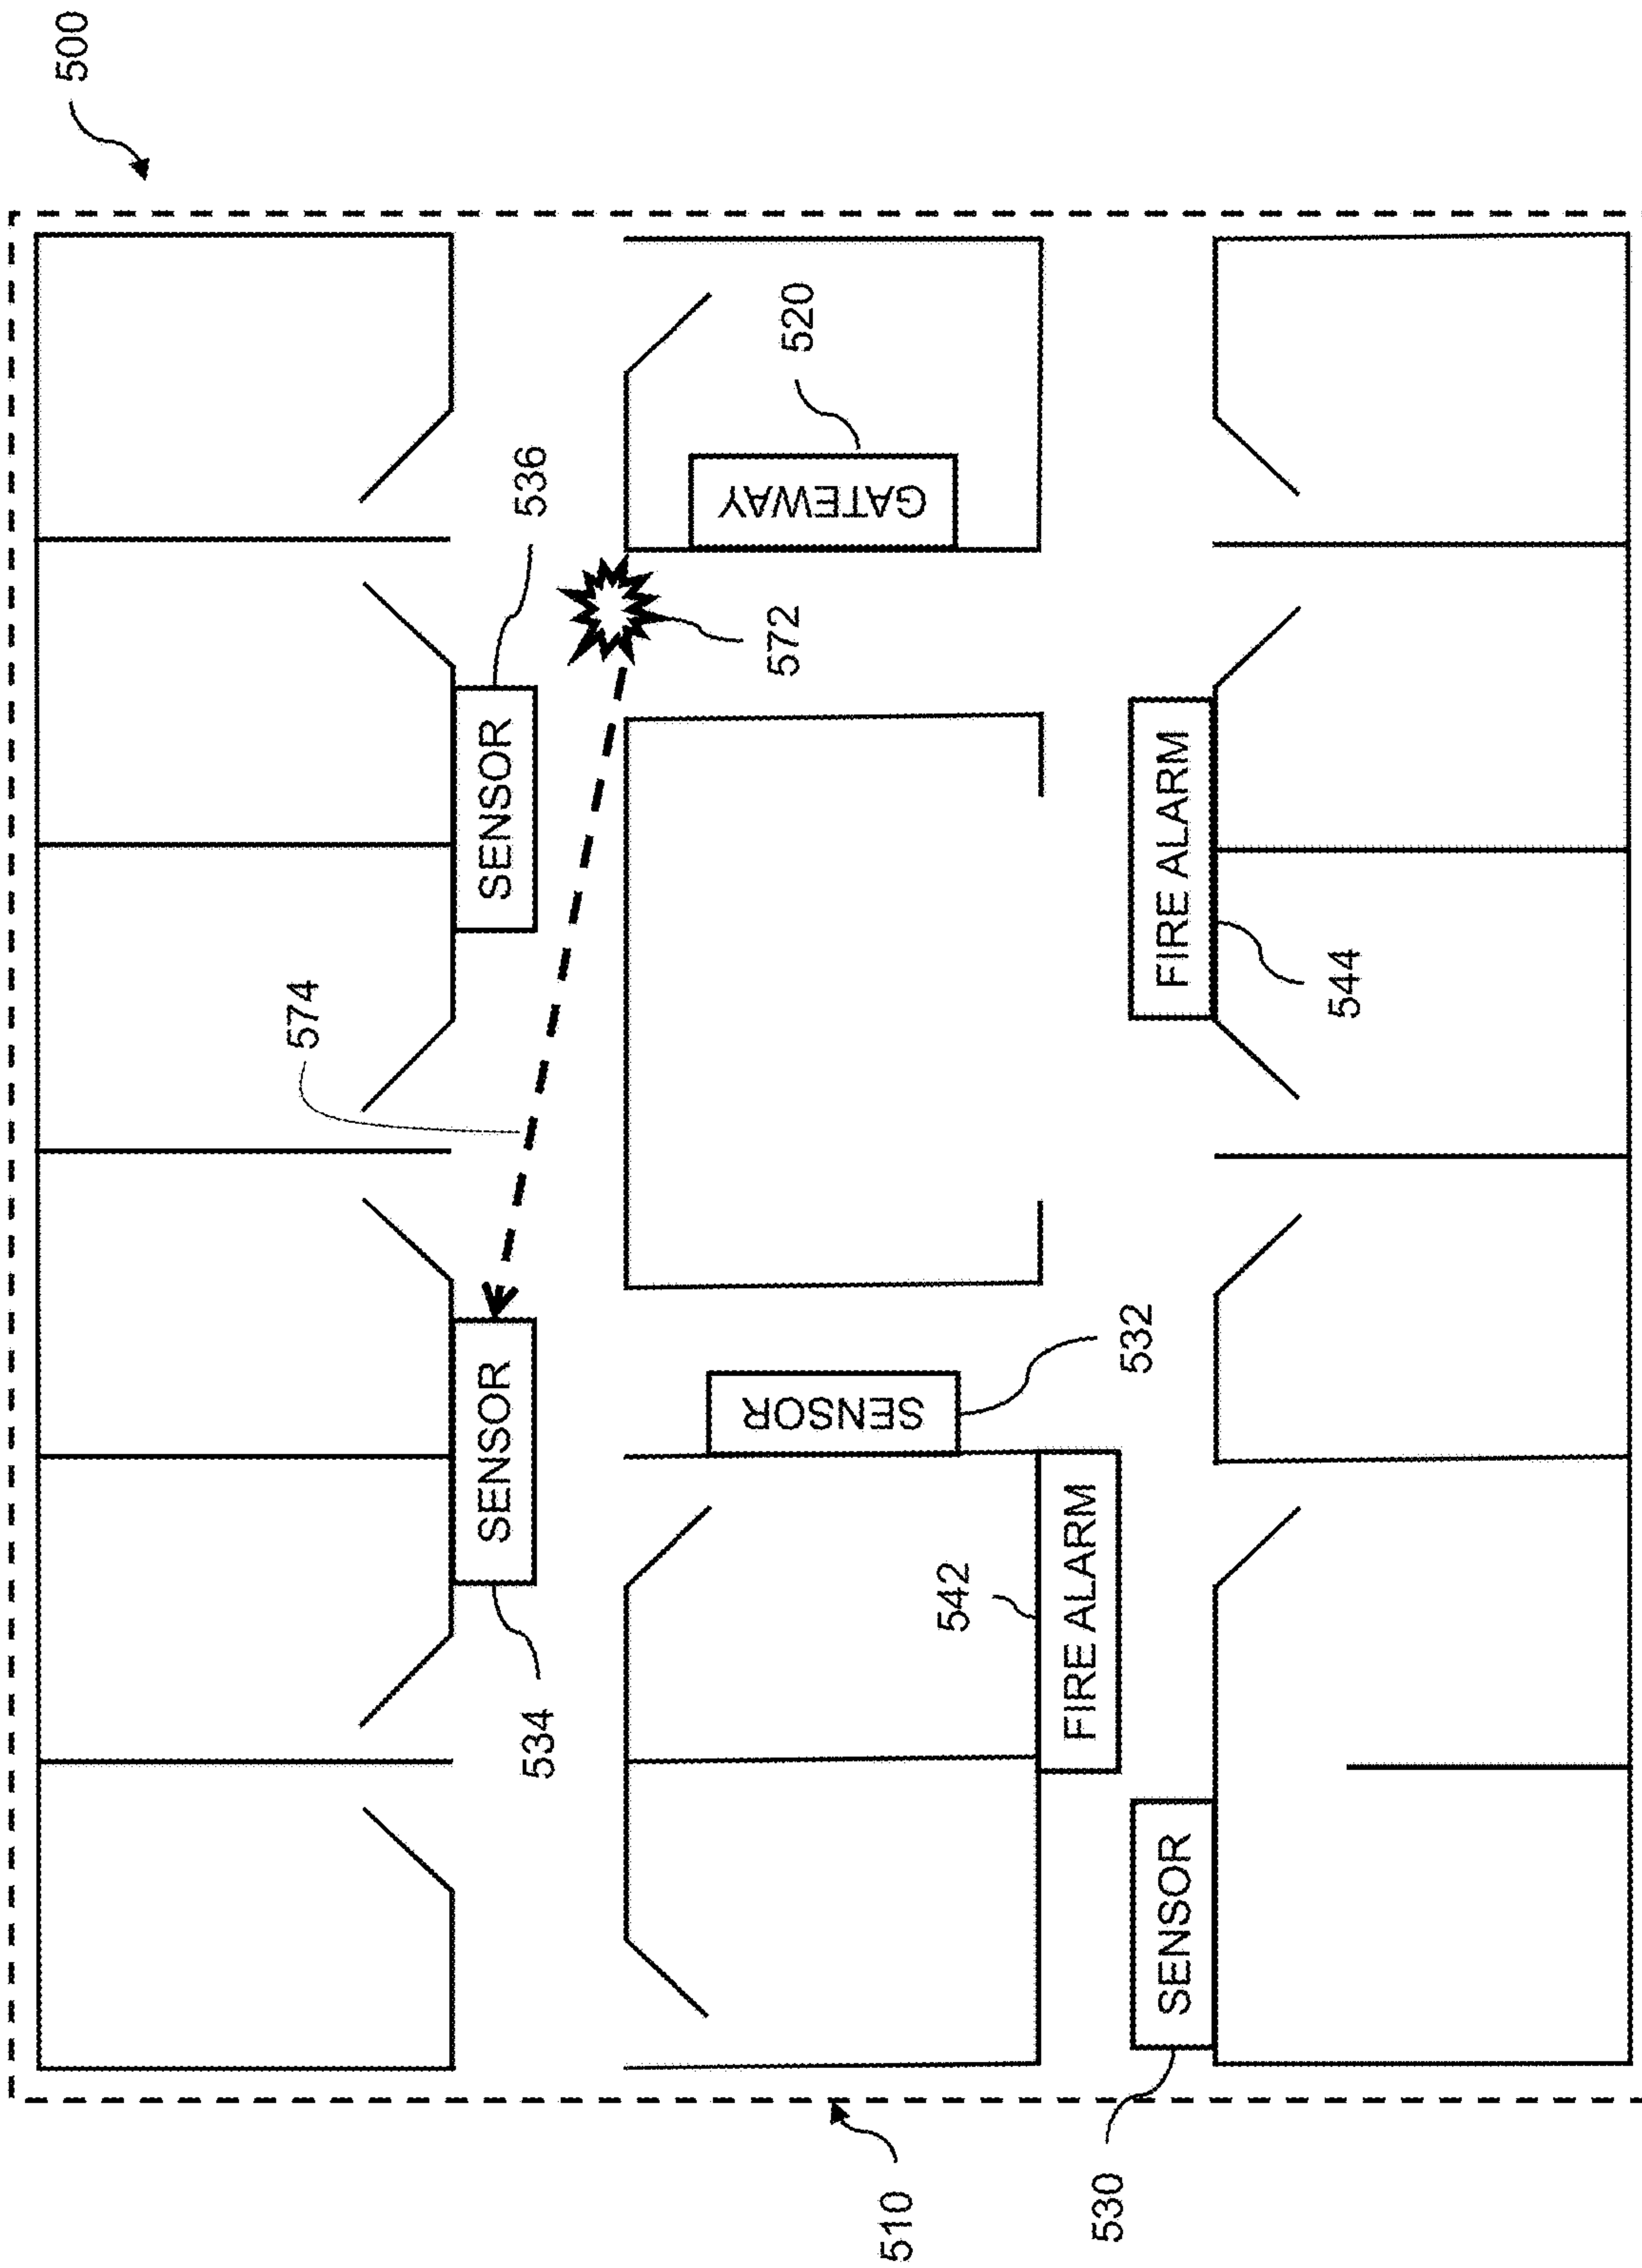 500
574
SENSOR
SENSOR
534
536
572
520
SENSOR
GATEWAY
510
542
FIRE ALARM
530
532
SENSOR
FIRE ALARM
544